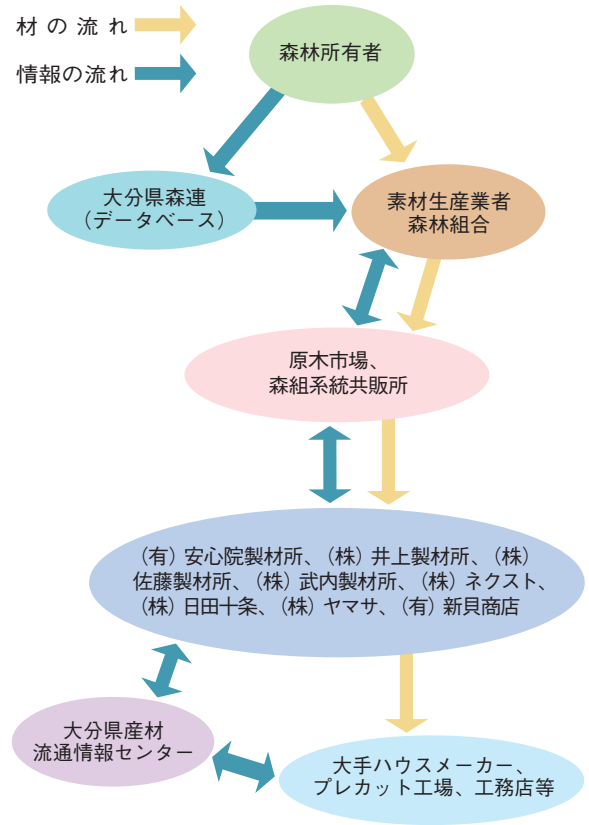 材の流れ
情報の流れ
森林所有者
大分県森連
（データベース）
素材生産業者
森林組合
原木市場、
森組系統共販所
（有）安心院製材所、（株）井上製材所、（株）
佐藤製材所、（株）武内製材所、（株）ネクスト、
（株）日田十条、（株）ヤマサ、（有）新貝商店
大分県産材
流通情報センター
大手ハウスメーカー、
プレカット工場、工務店等